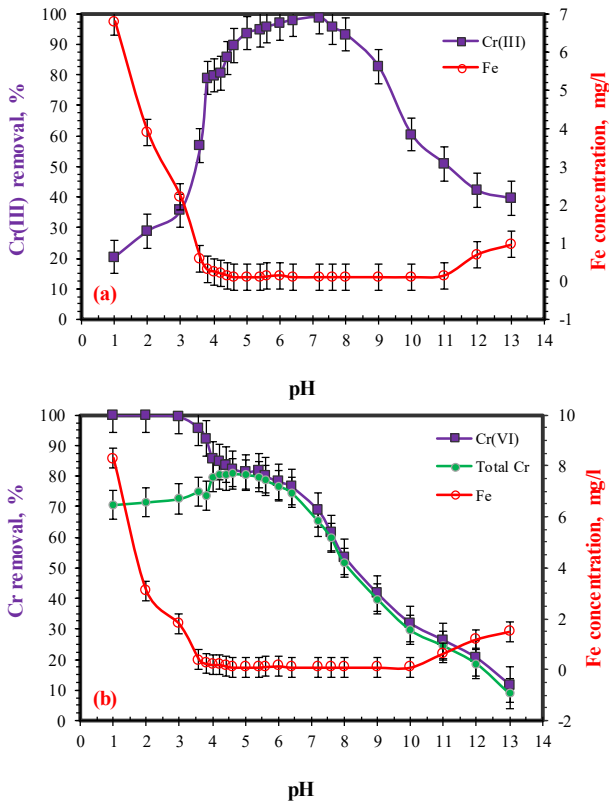 100
90
80
70
60
50
40
30
20
10
0
Cr(III) removal, %
7
6
5
4
3
2
1
0
-1
Fe concentration, mg/l
Cr(III)
Fe
(a)
0 1 2 3 4 5 6 7 8 9 10 11 12 13 14
pH
100
90
80
70
60
50
40
30
20
10
0
Cr removal, %
10
8
6
4
2
0
-2
Fe concentration, mg/l
Cr(VI)
Total Cr
Fe
(b)
0 1 2 3 4 5 6 7 8 9 10 11 12 13 14
pH